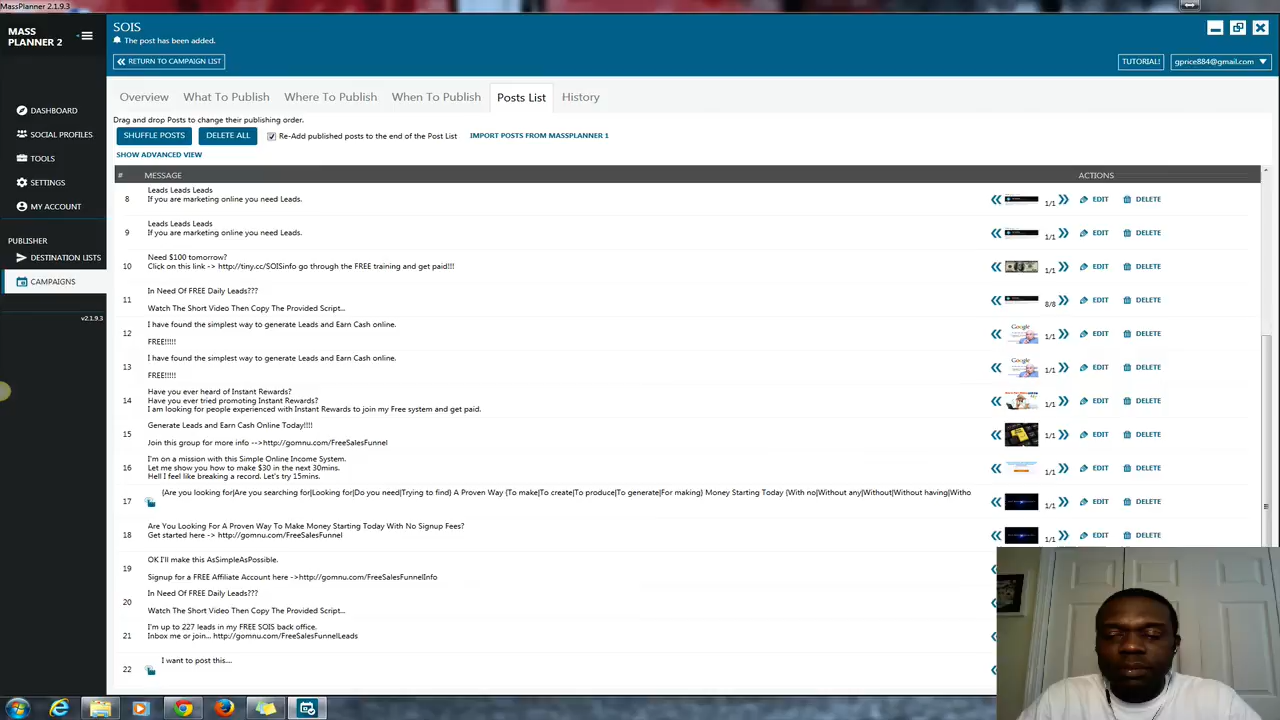 MassPlanner 2.1.9.3
MASS
PLANNER 2
SOIS
The post has been added.
RETURN TO CAMPAIGN LIST
TUTORIAL!
gprice884@gmail.com
DASHBOARD
SOCIAL PROFILES
TOOLS
SETTINGS
MY ACCOUNT
PUBLISHER
DESTINATION LISTS
CAMPAIGNS
v2.1.9.3
Overview What To Publish Where To Publish When To Publish Posts List History
Drag and drop Posts to change their publishing order.
SHUFFLE POSTS DELETE ALL Re-Add published posts to the end of the Post List IMPORT POSTS FROM MASSPLANNER 1
SHOW ADVANCED VIEW
# MESSAGE ACTIONS
Leads Leads Leads
8 If you are marketing online you need Leads. 1/1 EDIT DELETE
Leads Leads Leads
9 If you are marketing online you need Leads. 1/1 EDIT DELETE
Need $100 tomorrow?
10 Click on this link -> http://tiny.cc/SOISinfo go through the FREE training and get paid!!! 1/1 EDIT DELETE
In Need Of FREE Daily Leads???
11 8/8 EDIT DELETE
Watch The Short Video Then Copy The Provided Script...
I have found the simplest way to generate Leads and Earn Cash online.
12 1/1 EDIT DELETE
FREE!!!!!
I have found the simplest way to generate Leads and Earn Cash online.
13 1/1 EDIT DELETE
FREE!!!!!
Have you ever heard of Instant Rewards?
14 Have you ever tried promoting Instant Rewards? 1/1 EDIT DELETE
I am looking for people experienced with Instant Rewards to join my Free system and get paid.
Generate Leads and Earn Cash Online Today!!!!
15 1/1 EDIT DELETE
Join this group for more info -->http://gomnu.com/FreeSalesFunnel
I'm on a mission with this Simple Online Income System.
16 Let me show you how to make $30 in the next 30mins. 1/1 EDIT DELETE
Hell I feel like breaking a record. Let's try 15mins.
{Are you looking for|Are you searching for|Looking for|Do you need|Trying to find} A Proven Way {To make|To create|To produce|To generate|For making} Money Starting Today {With no|Without any|Without|Without having|Witho
17 1/1 EDIT DELETE
Are You Looking For A Proven Way To Make Money Starting Today With No Signup Fees?
18 Get started here -> http://gomnu.com/FreeSalesFunnel 1/1 EDIT DELETE
OK I'll make this AsSimpleAsPossible.
19
Signup for a FREE Affiliate Account here ->http://gomnu.com/FreeSalesFunnelInfo
In Need Of FREE Daily Leads???
20
Watch The Short Video Then Copy The Provided Script...
I'm up to 227 leads in my FREE SOIS back office.
21 Inbox me or join... http://gomnu.com/FreeSalesFunnelLeads
I want to post this....
22
Google
Google